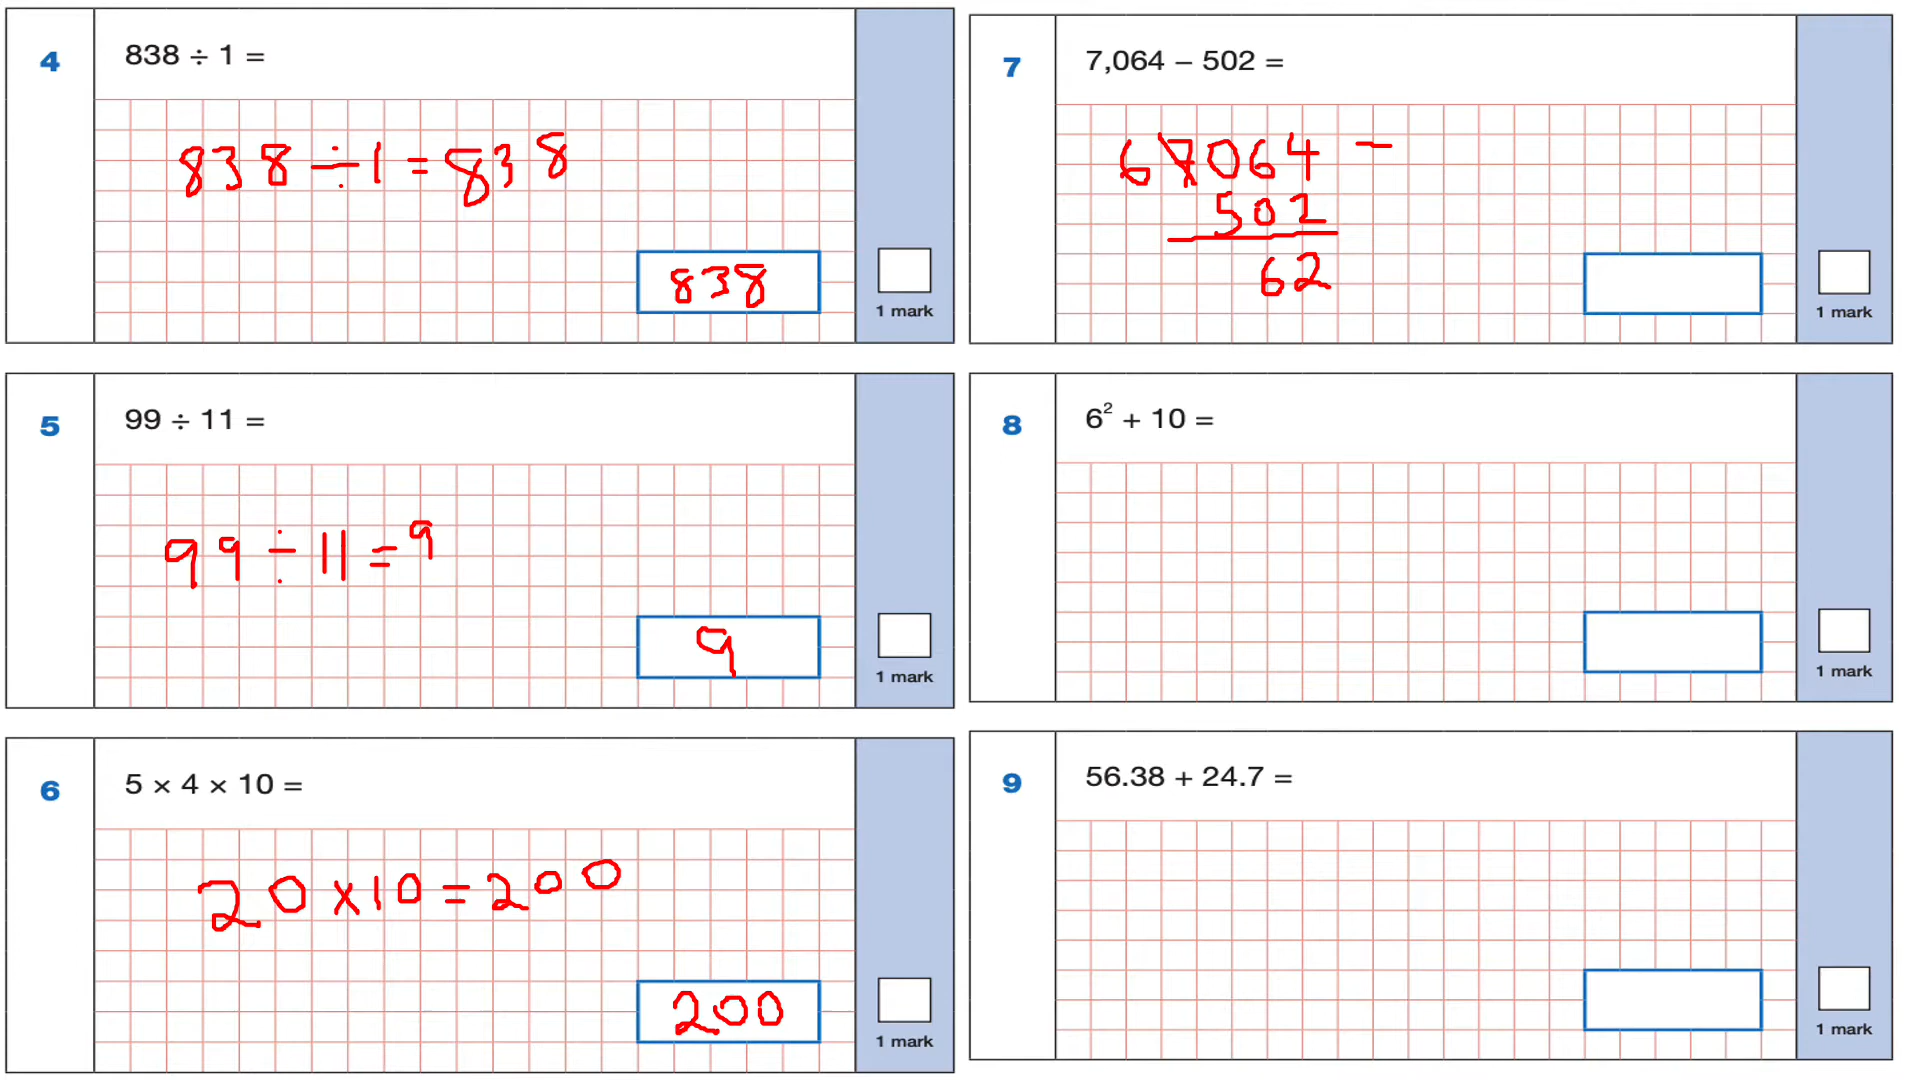 4
838 ÷ 1 =
838 ÷ 1 = 838
838
1 mark
5
99 ÷ 11 =
99 ÷ 11 = 9
9
1 mark
6
5 × 4 × 10 =
20 × 10 = 200
200
1 mark
7
7,064 − 502 =
67064 −
502
62
1 mark
8
6² + 10 =
1 mark
9
56.38 + 24.7 =
1 mark